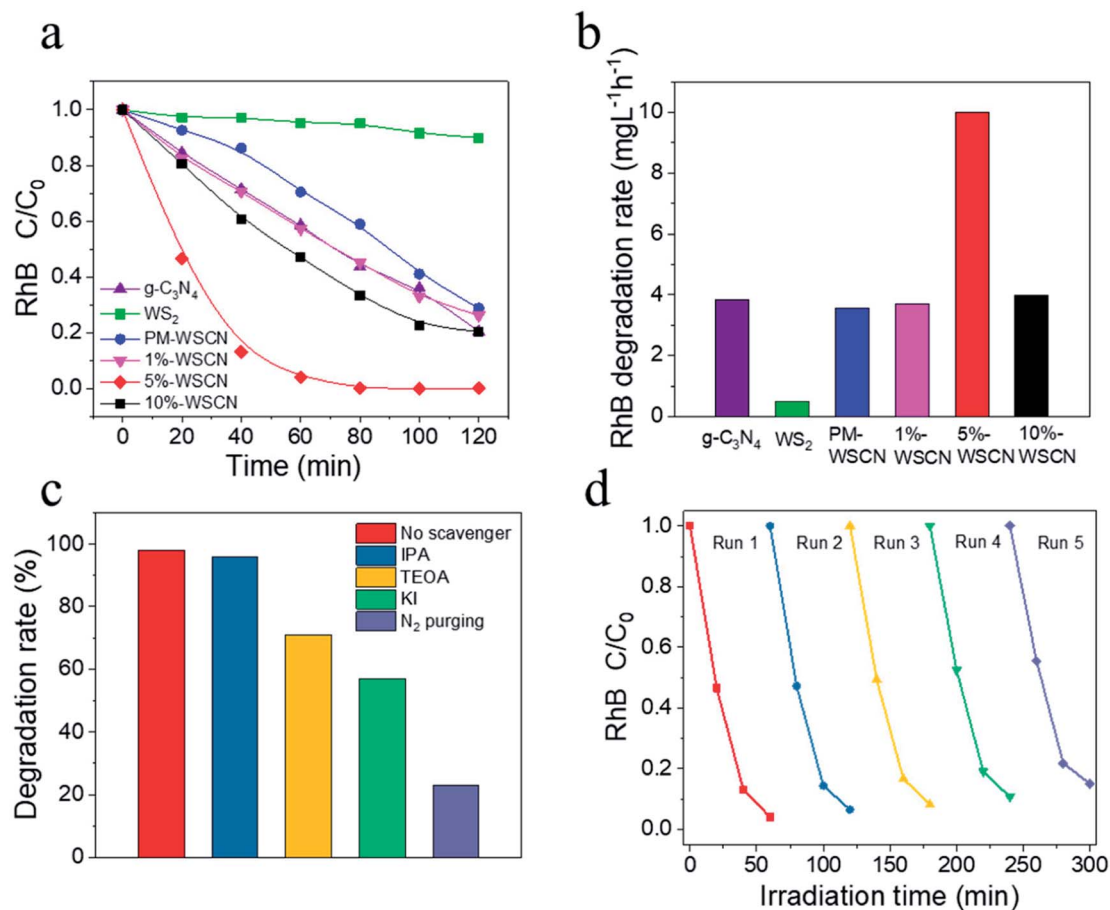 a
RhB C/C₀
1.0
0.8
0.6
0.4
0.2
0.0
g-C₃N₄
WS₂
PM-WSCN
1%-WSCN
5%-WSCN
10%-WSCN
0 20 40 60 80 100 120
Time (min)
b
RhB degradation rate (mgL⁻¹h⁻¹)
10
8
6
4
2
0
g-C₃N₄ WS₂ PM- 1%- 5%- 10%-
WSCN WSCN WSCN WSCN
c
Degradation rate (%)
100
80
60
40
20
0
No scavenger
IPA
TEOA
KI
N₂ purging
d
RhB C/C₀
1.0
0.8
0.6
0.4
0.2
0.0
Run 1 Run 2 Run 3 Run 4 Run 5
0 50 100 150 200 250 300
Irradiation time (min)